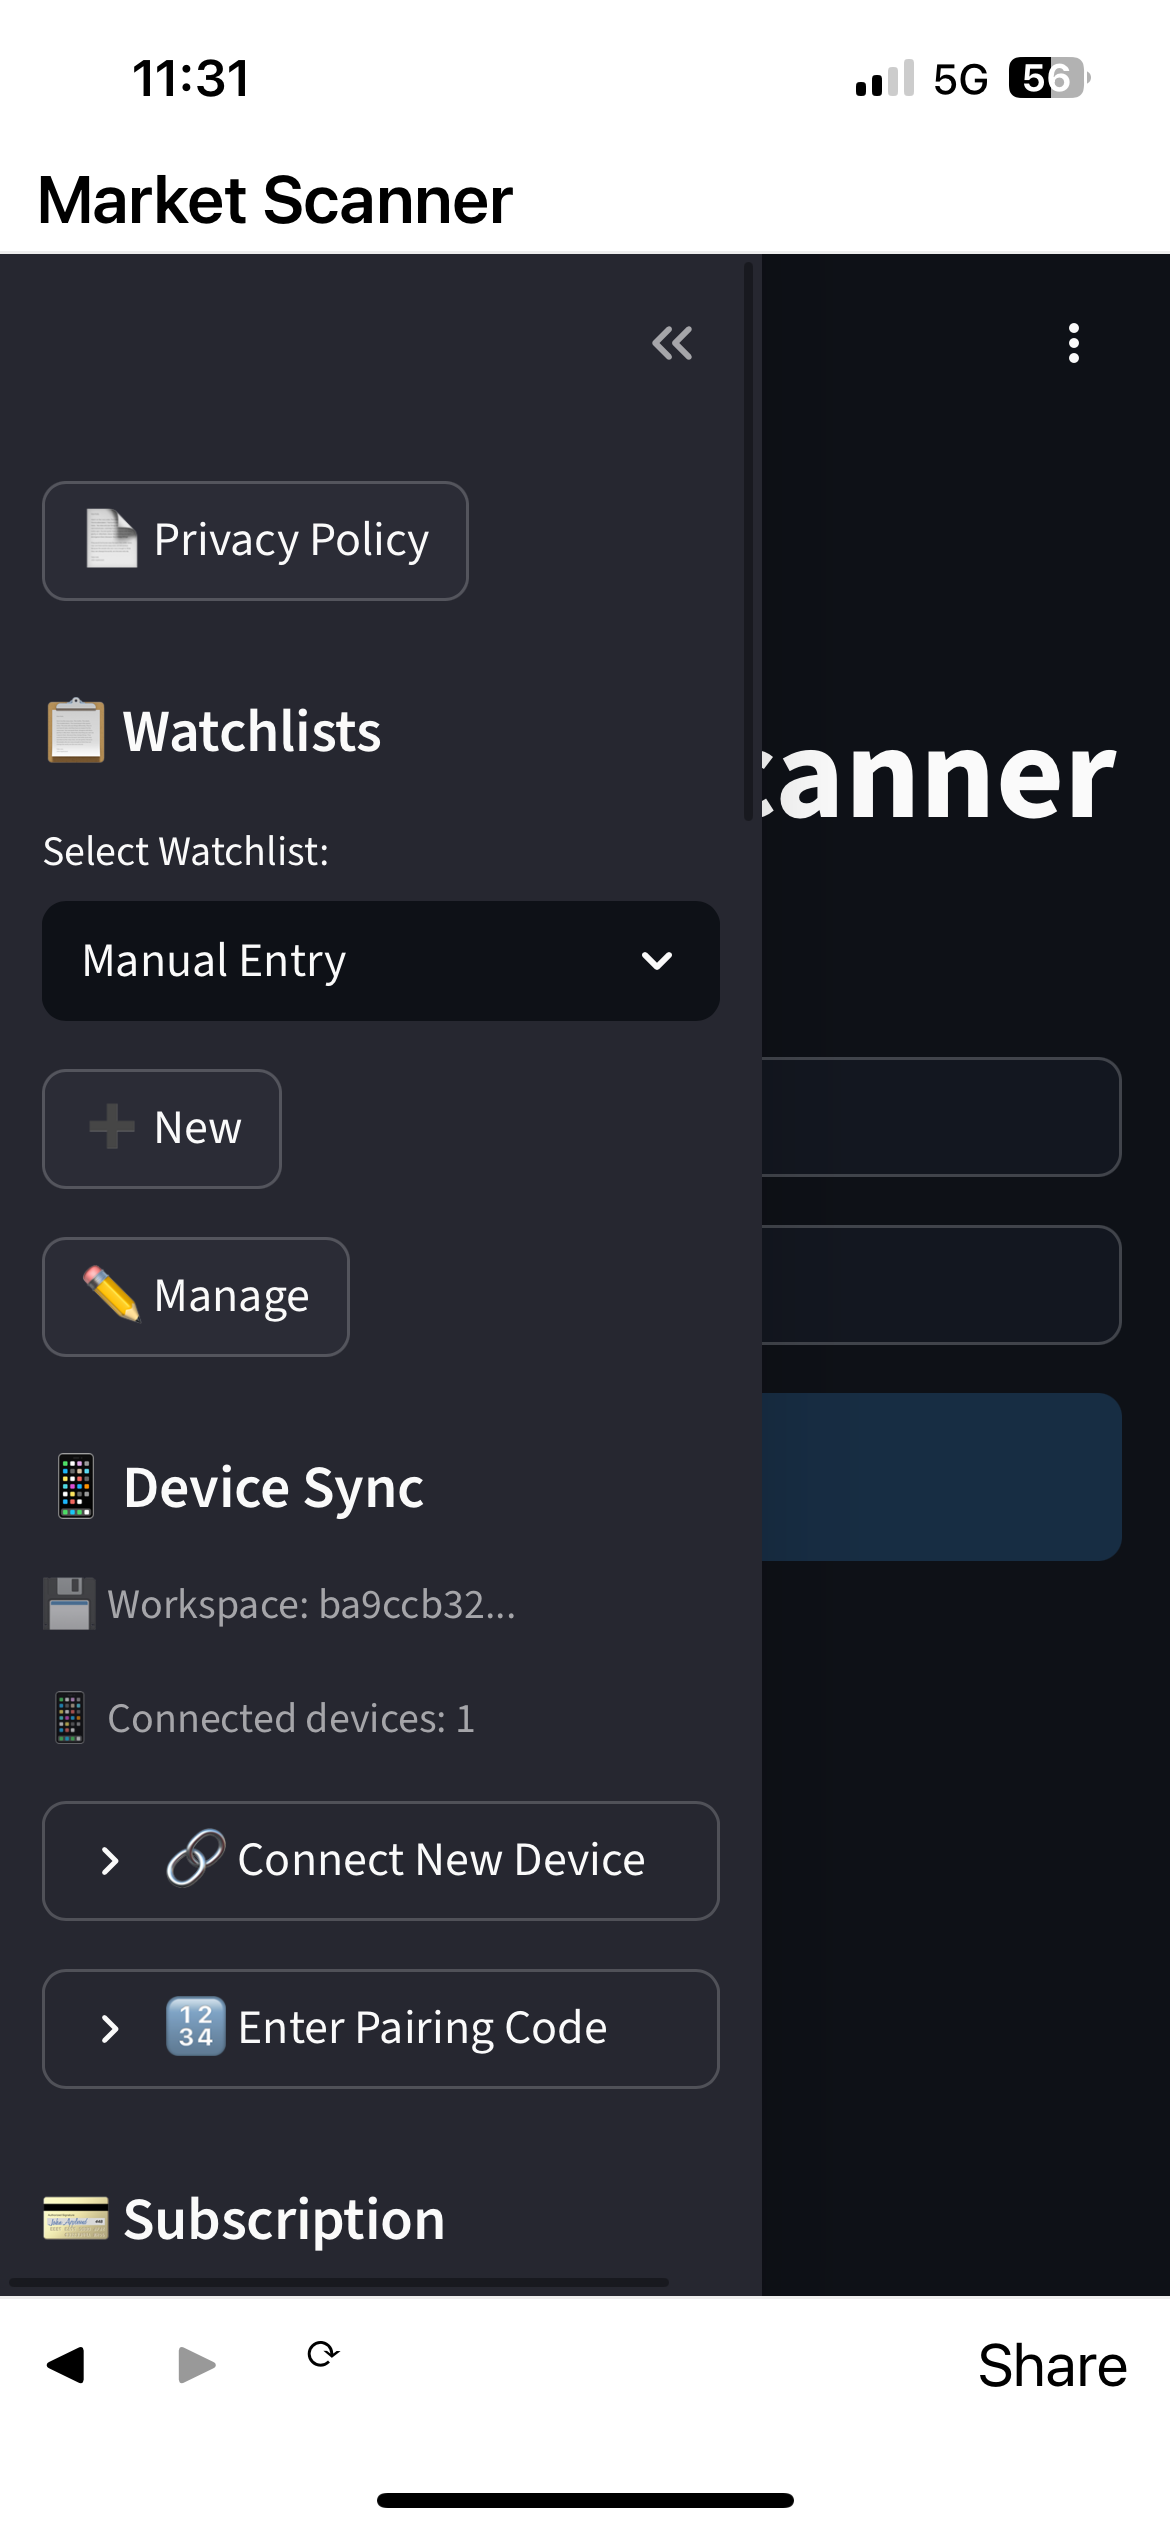 11:31
5G 56
Market Scanner
Privacy Policy
Watchlists
canner
Select Watchlist:
Manual Entry
New
Manage
Device Sync
Workspace: ba9ccb32...
Connected devices: 1
Connect New Device
1234 Enter Pairing Code
Subscription
Share